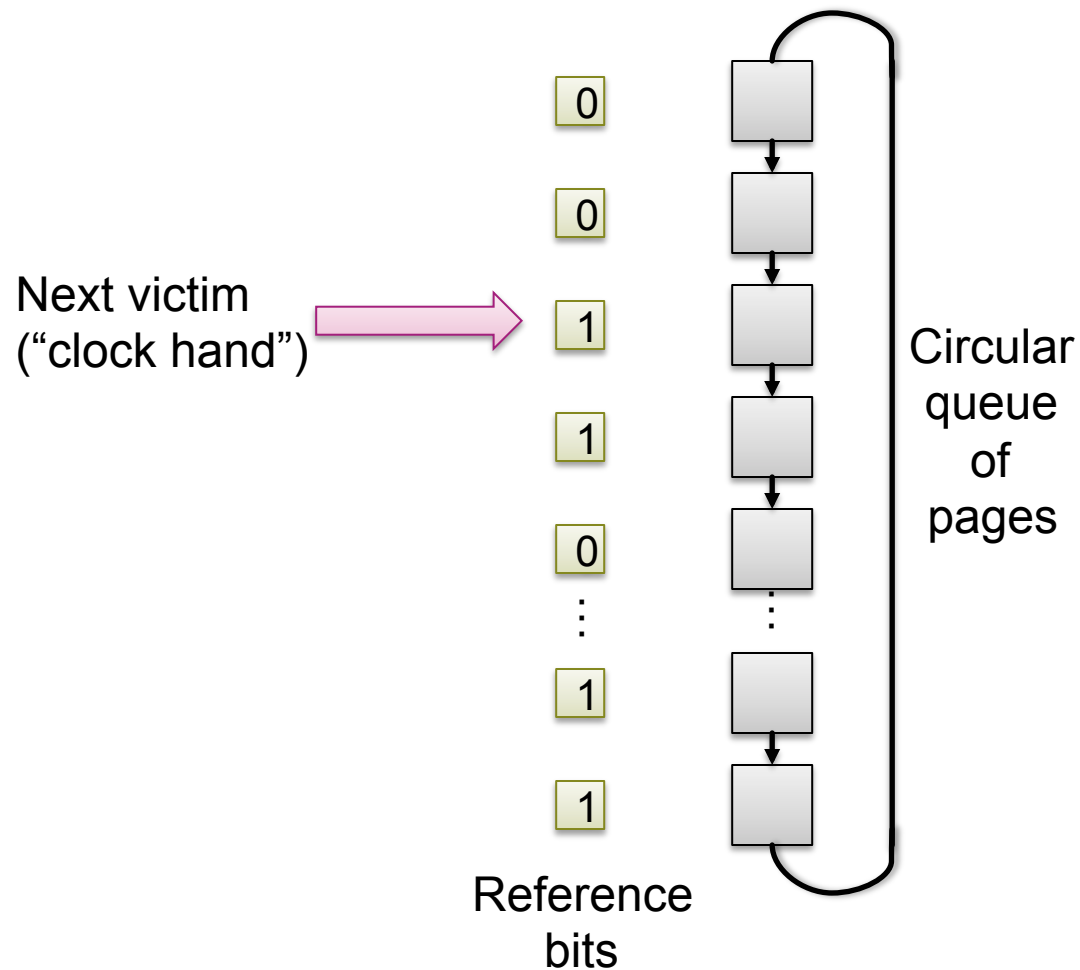 0
0
Next victim
(“clock hand”)
1
Circular
queue
of
pages
1
0
⋮
⋮
1
1
Reference
bits